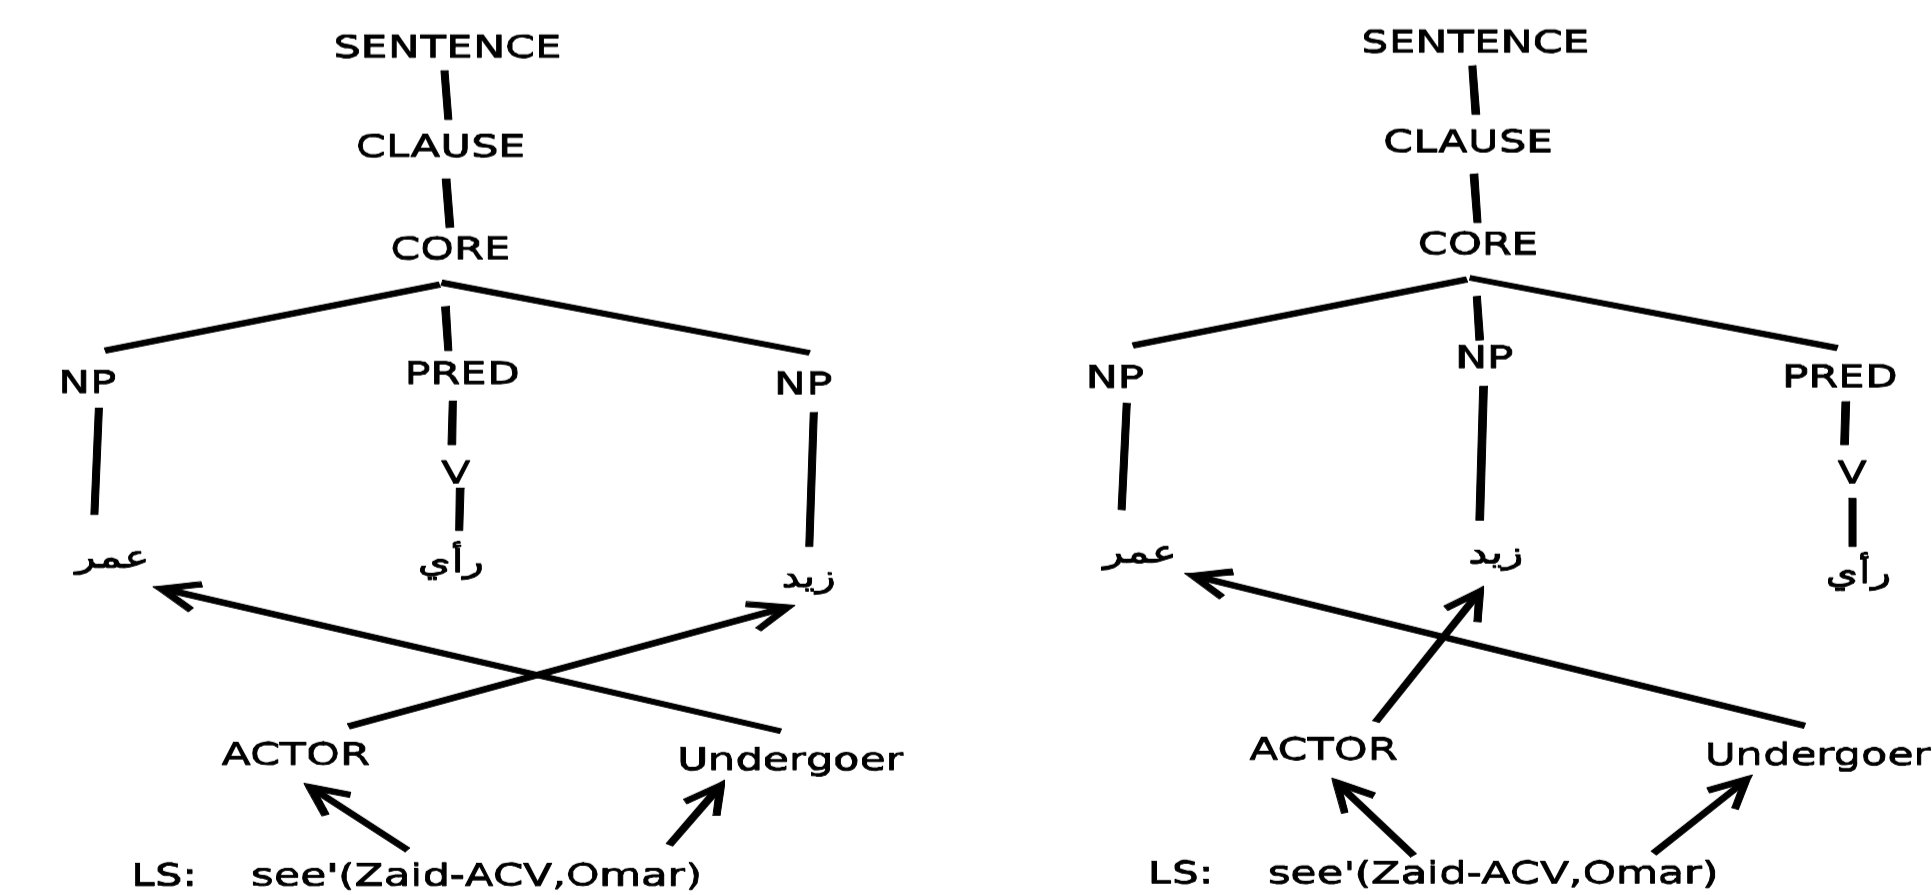 SENTENCE
CLAUSE
CORE
NP PRED NP
V
عمر رأي زيد
ACTOR Undergoer
LS: see'(Zaid-ACV,Omar)
SENTENCE
CLAUSE
CORE
NP NP PRED
V
عمر زيد رأي
ACTOR Undergoer
LS: see'(Zaid-ACV,Omar)